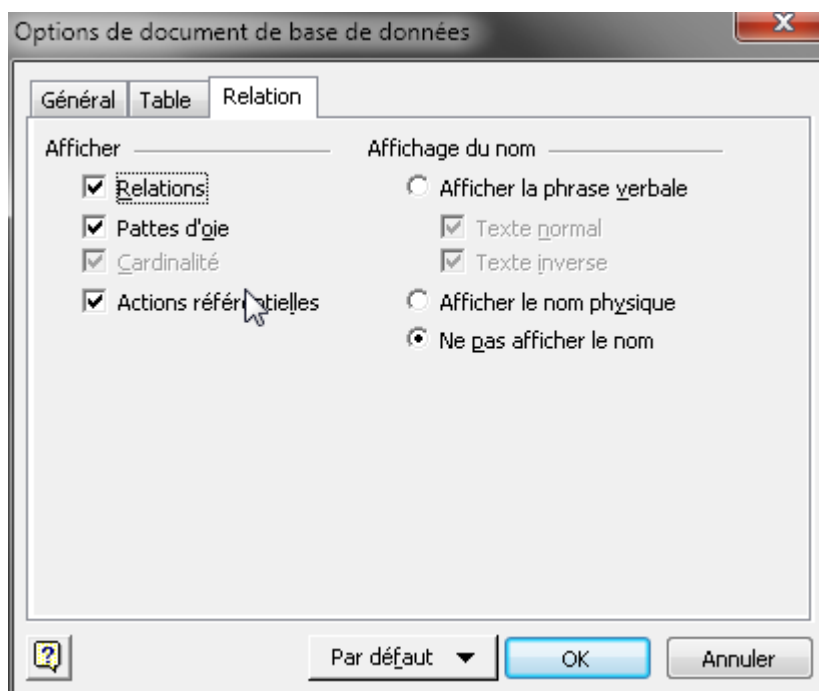 Options de document de base de données
Général Table Relation
Afficher
Relations
Pattes d'oie
Cardinalité
Actions référentielles
Affichage du nom
Afficher la phrase verbale
Texte normal
Texte inverse
Afficher le nom physique
Ne pas afficher le nom
Par défaut OK Annuler